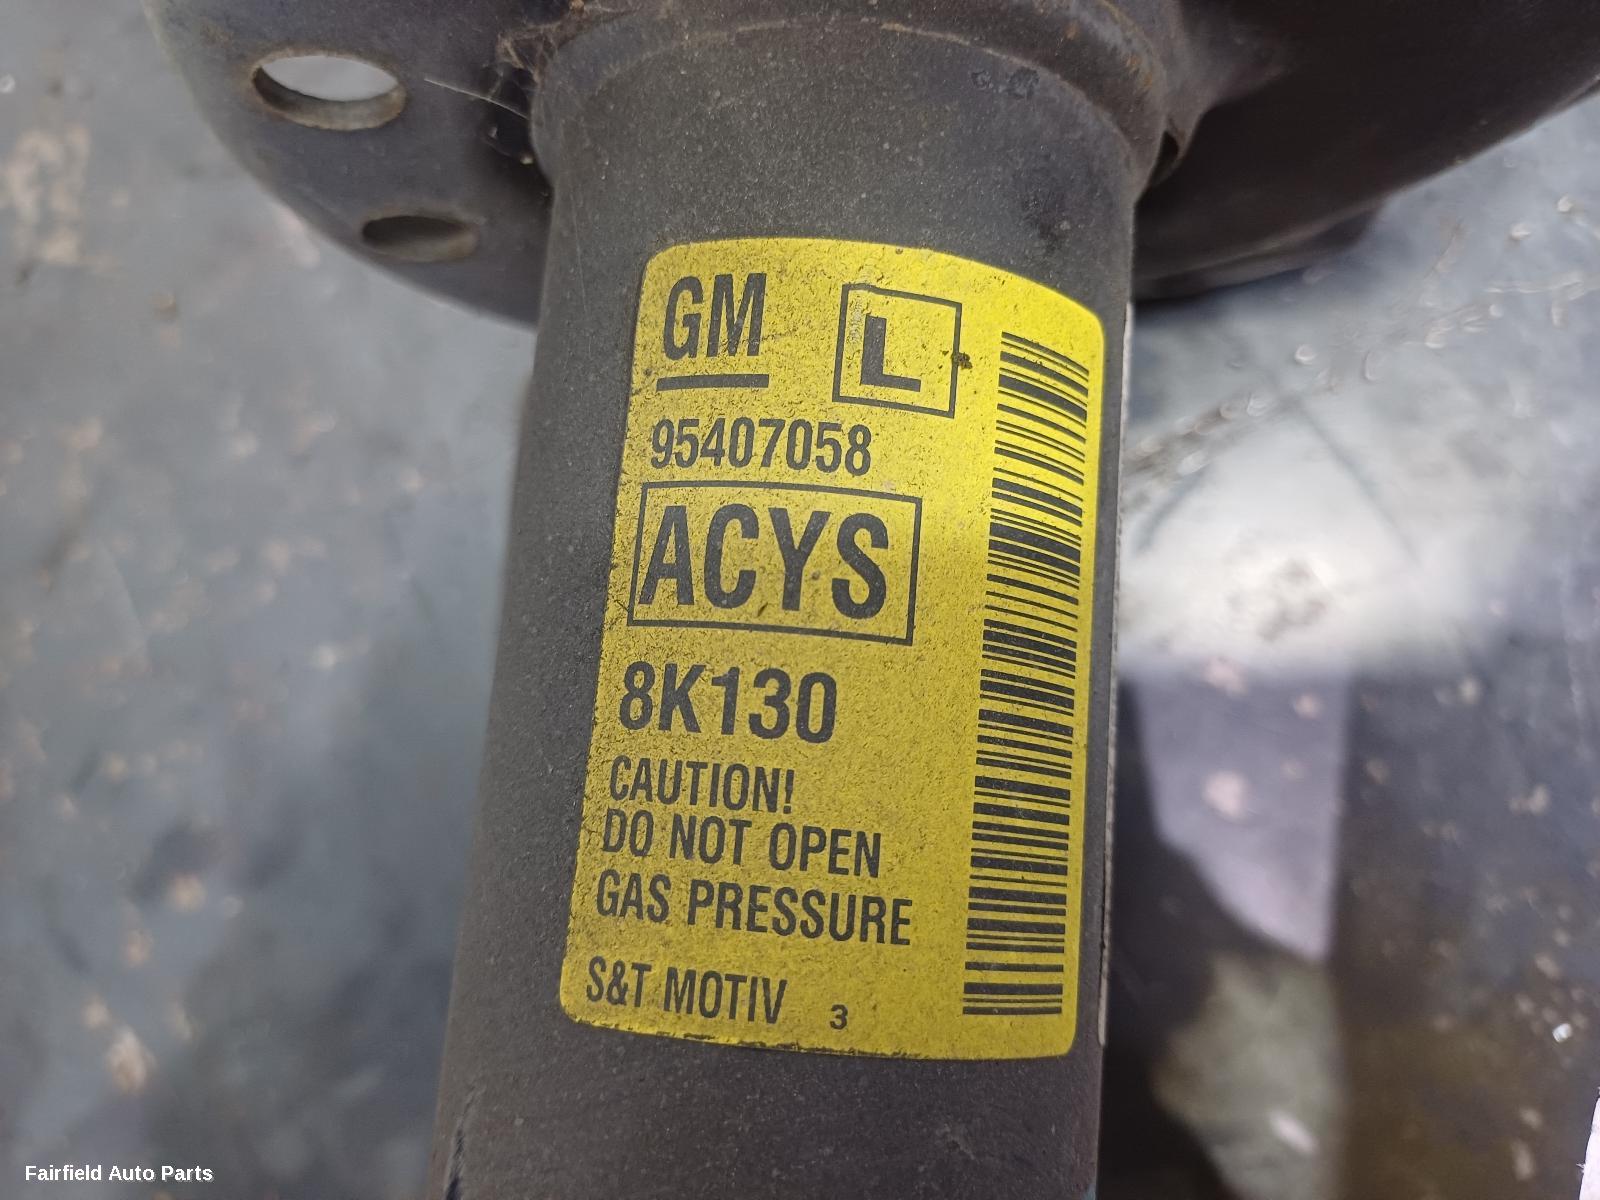 GM L
95407058
ACYS
8K130
CAUTION!
DO NOT OPEN
GAS PRESSURE
S&T MOTIV 3
Fairfield Auto Parts